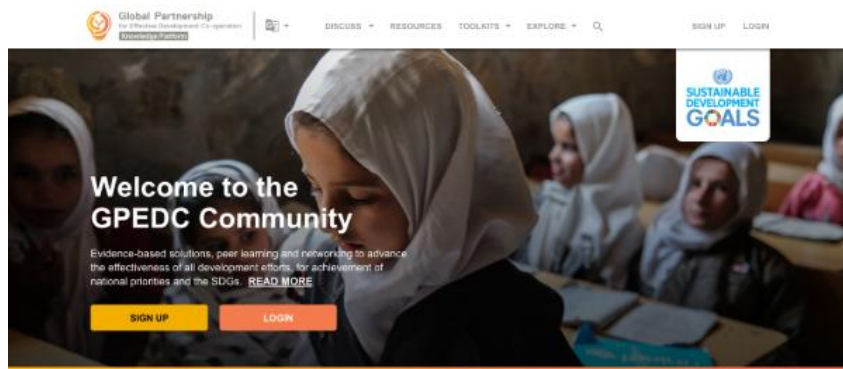 Global Partnership
for Effective Development Co-operation
Knowledge Platform
DISCUSS
RESOURCES
TOOLKITS
EXPLORE
SIGN UP
LOGIN
SUSTAINABLE
DEVELOPMENT
GOALS
Welcome to the
GPEDC Community
Evidence-based solutions, peer learning and networking to advance
the effectiveness of all development efforts, for achievement of
national priorities and the SDGs. READ MORE
SIGN UP
LOGIN